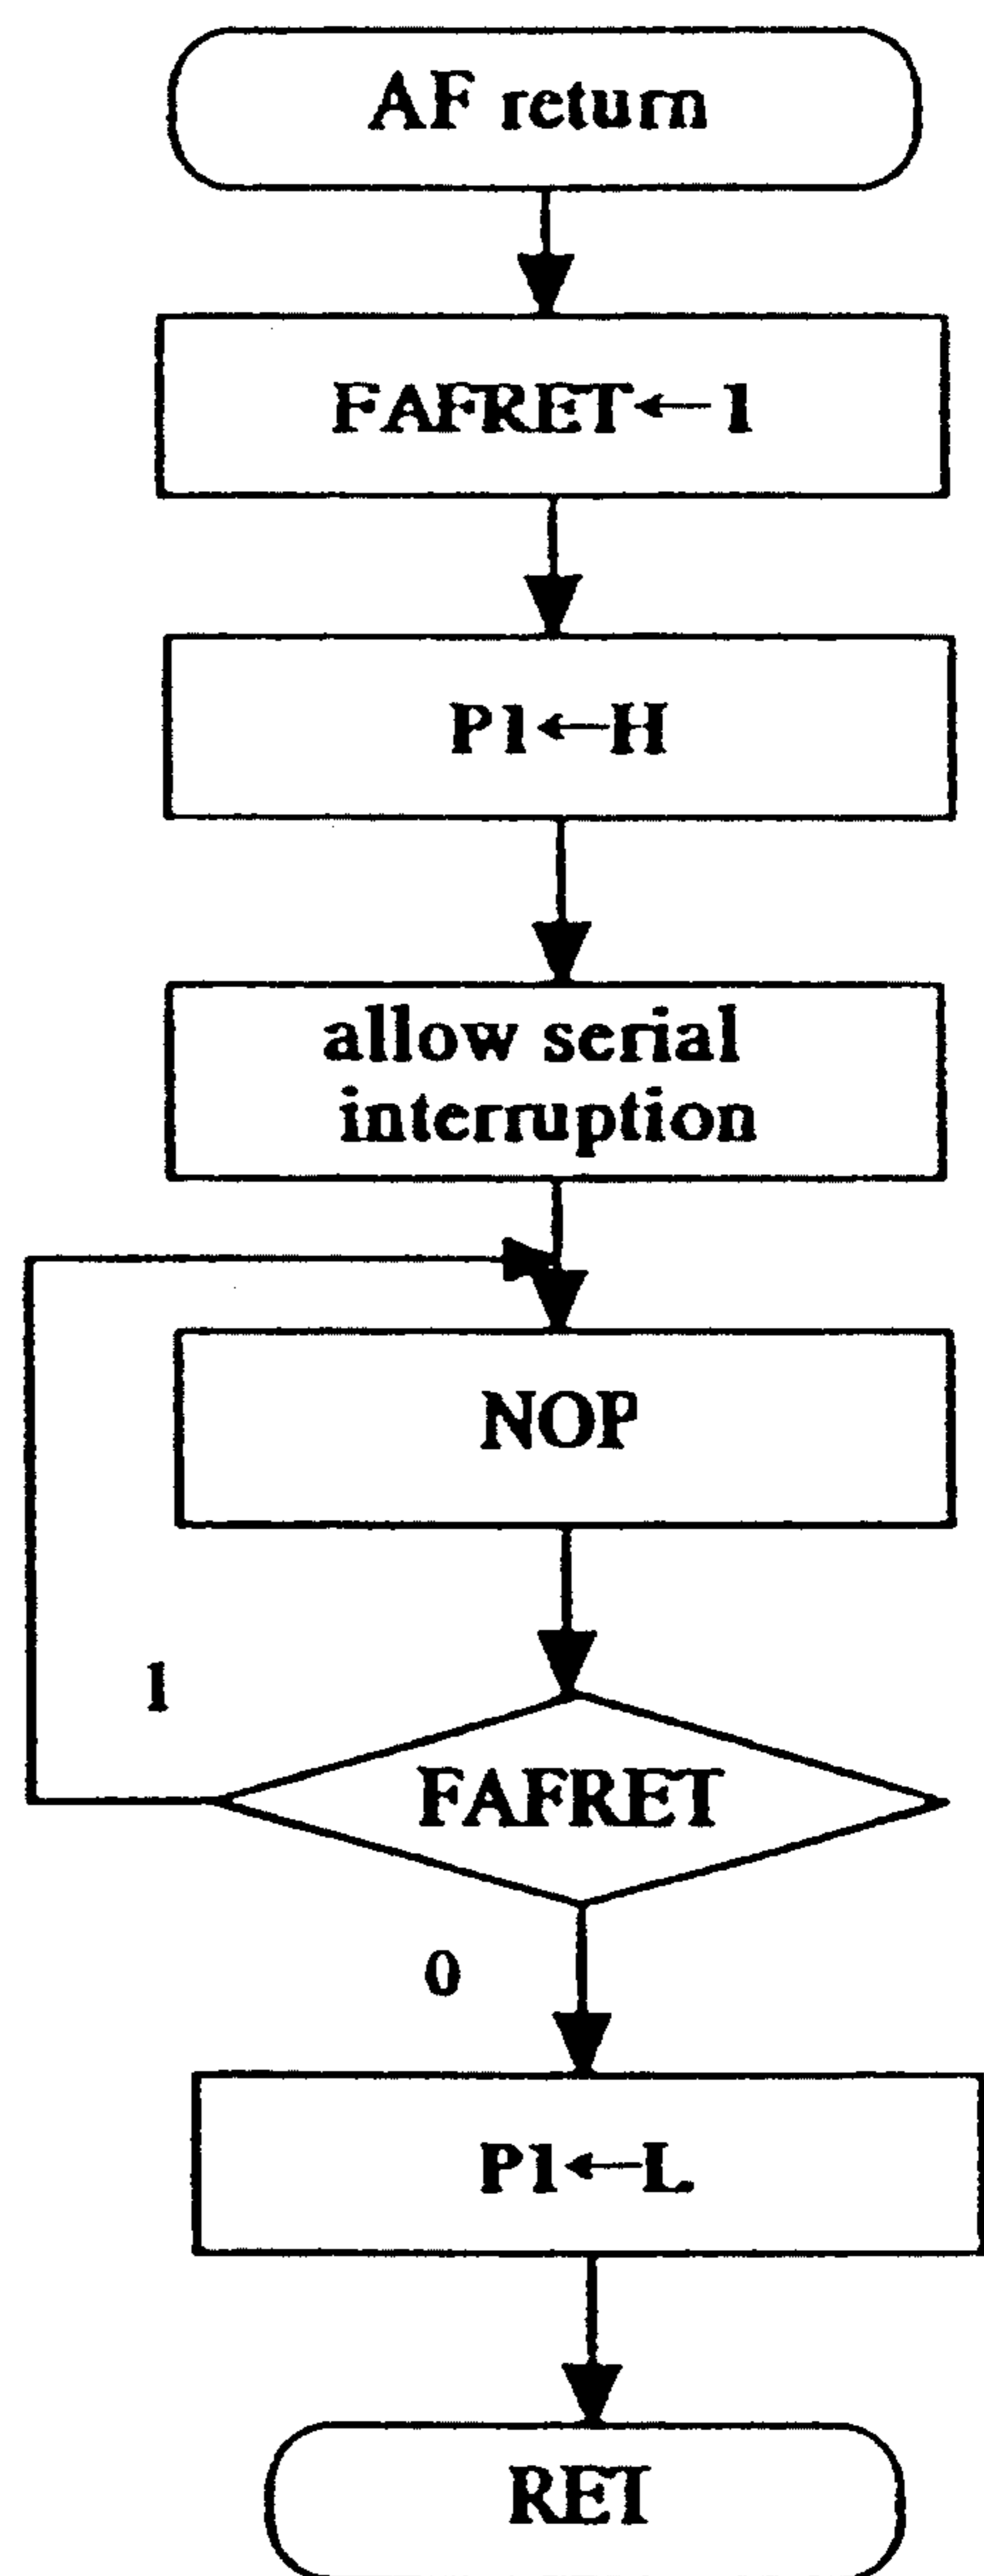 AF return
FAFRET←1
P1←H
allow serial
interruption
NOP
1
FAFRET
0
P1←L
RET